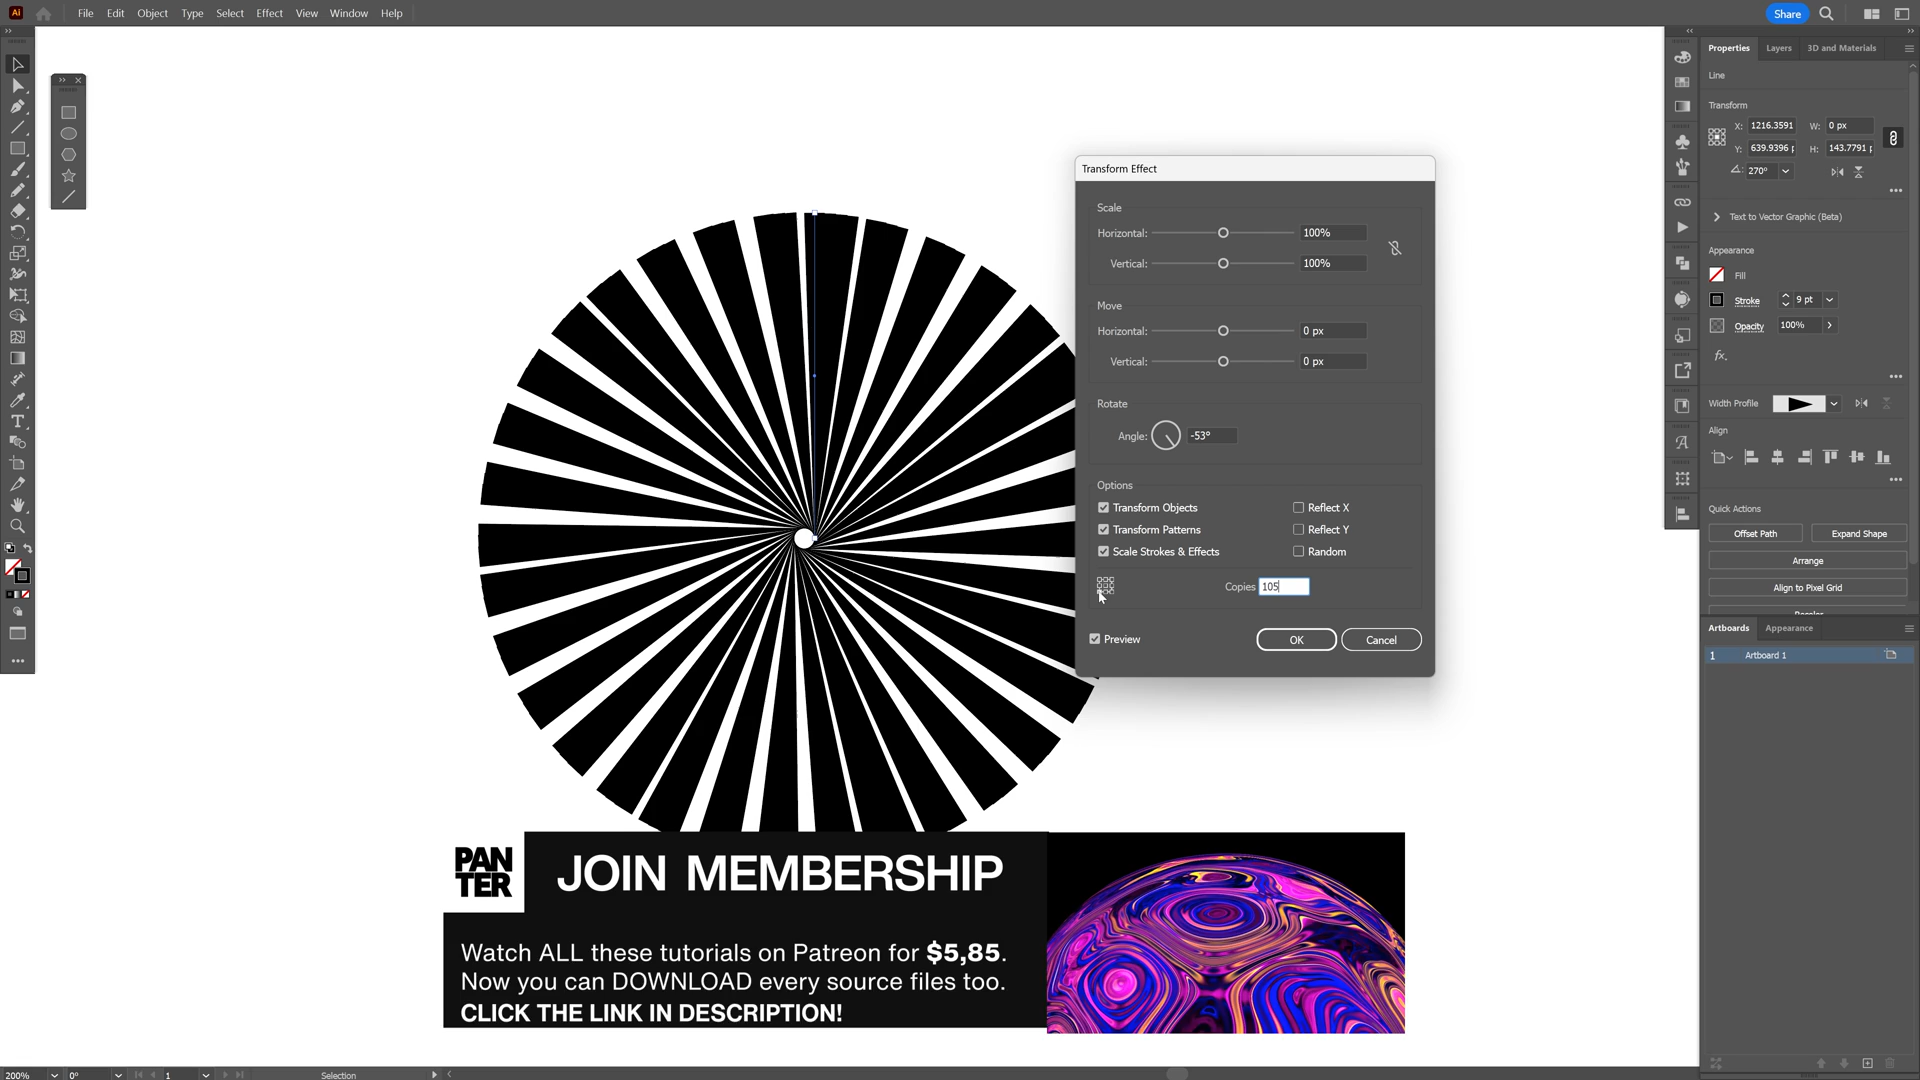 Ai File Edit Object Type Select Effect View Window Help Share
Properties Layers 3D and Materials
Line
Transform
X: 1216.3591 W: 0 px
Y: 639.9396 H: 143.7791
270°
Text to Vector Graphic (Beta)
Appearance
Fill
Stroke 9 pt
Opacity 100%
fx.
Width Profile
Align
Quick Actions
Offset Path Expand Shape
Arrange
Align to Pixel Grid
Artboards Appearance
1 Artboard 1
Transform Effect
Scale
Horizontal: 100%
Vertical: 100%
Move
Horizontal: 0 px
Vertical: 0 px
Rotate
Angle: -53°
Options
Transform Objects Reflect X
Transform Patterns Reflect Y
Scale Strokes & Effects Random
Copies 105
Preview OK Cancel
PAN
TER
JOIN MEMBERSHIP
Watch ALL these tutorials on Patreon for $5,85.
Now you can DOWNLOAD every source files too.
CLICK THE LINK IN DESCRIPTION!
200% 0° 1 Selection